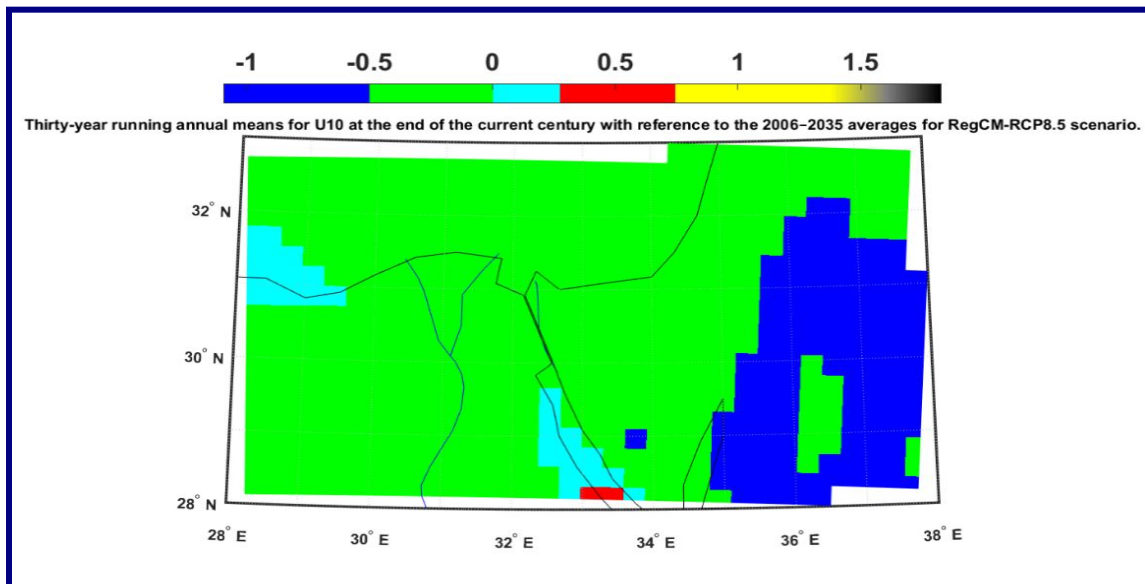 -1 -0.5 0 0.5 1 1.5
Thirty-year running annual means for U10 at the end of the current century with reference to the 2006−2035 averages for RegCM-RCP8.5 scenario.
32° N
30° N
28° N
28° E 30° E 32° E 34° E 36° E 38° E